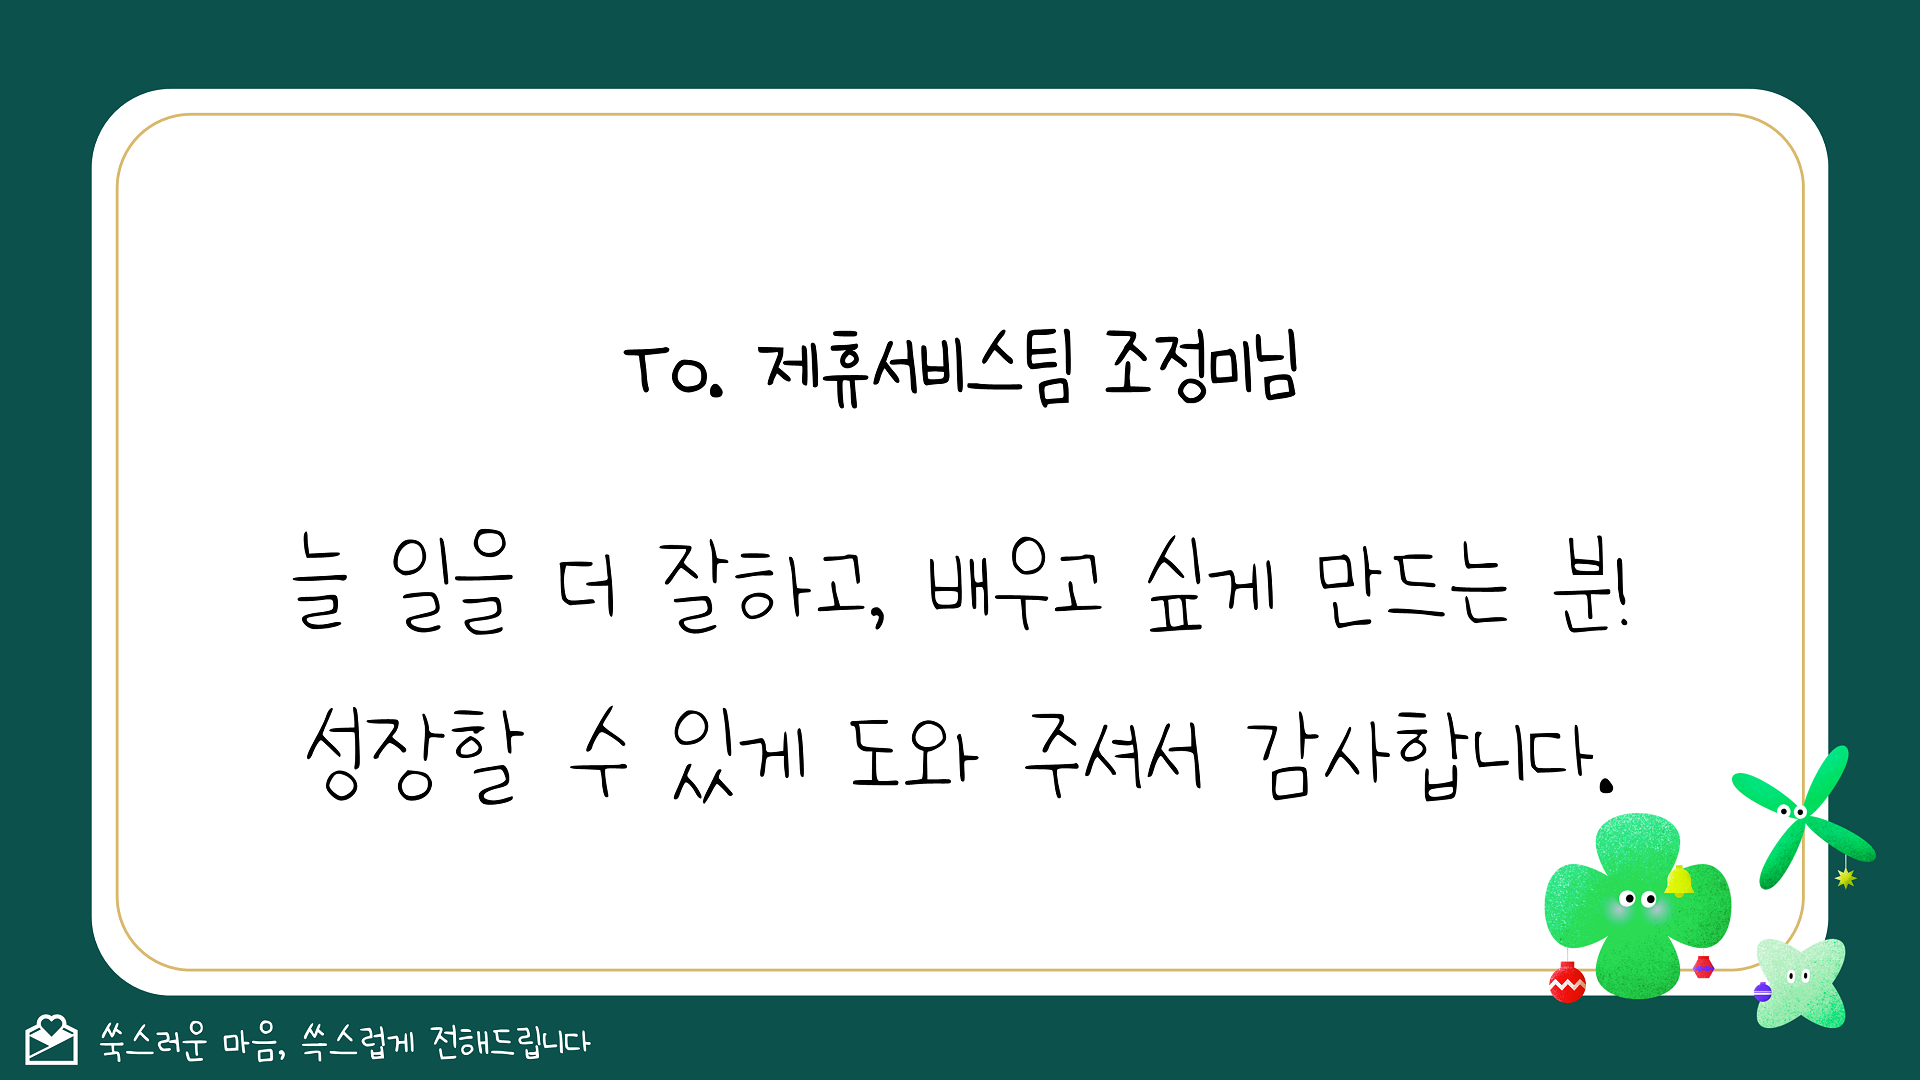 To. 제휴서비스팀 조정미님
늘 일을 더 잘하고, 배우고 싶게 만드는 분!
성장할 수 있게 도와 주셔서 감사합니다.
쑥스러운 마음, 쓱스럽게 전해드립니다